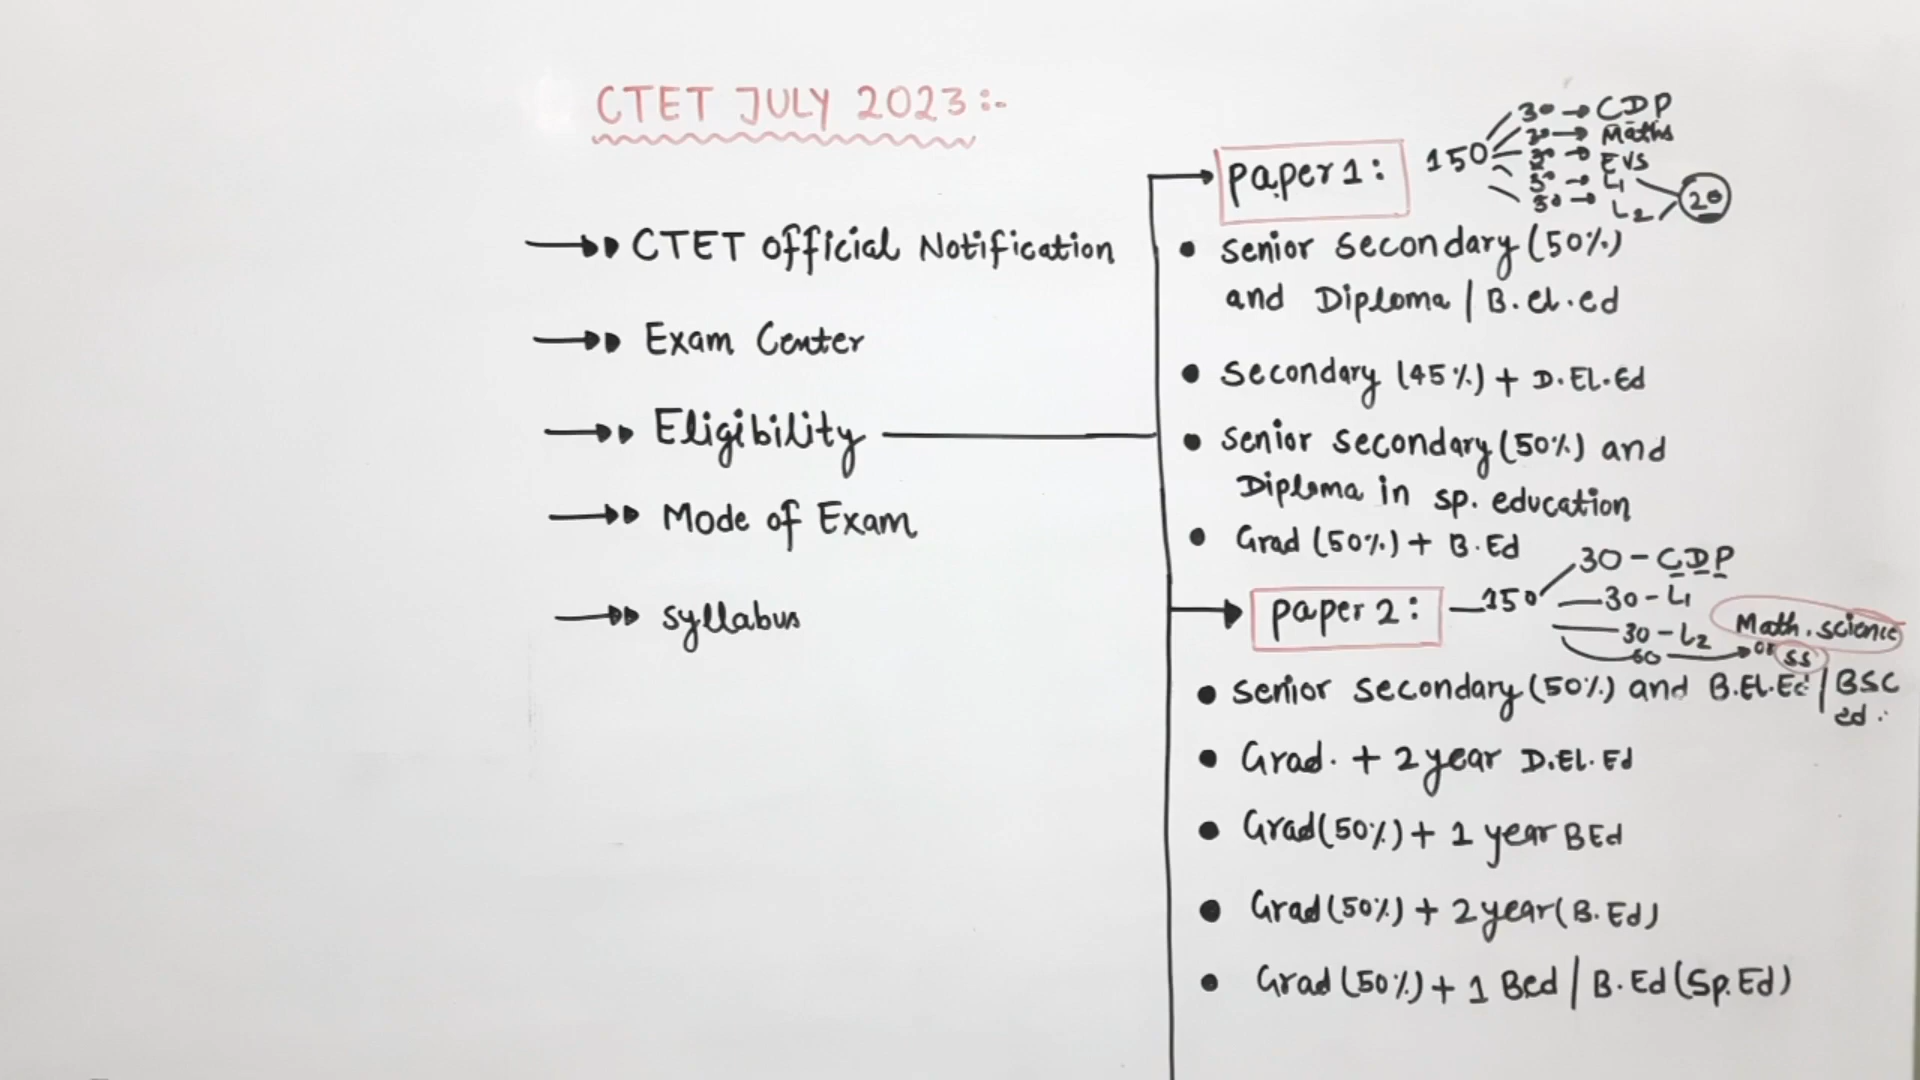 CTET JULY 2023:-
→ CTET official Notification
→ Exam Center
→ Eligibility
→ Mode of Exam
→ syllabus
paper 1:
150
30 → CDP
30 → Maths
30 → EVS
30 → L1
30 → L2
20
• senior secondary (50%)
and Diploma | B.el.ed
• secondary (45%) + D.El.Ed
• senior secondary (50%) and
Diploma in sp. education
• Grad (50%) + B.Ed
paper 2: — 150
30 - CDP
30 - L1
30 - L2
60 → Math, science
or SS
• senior secondary (50%) and B.El.Ed | BSC
ed.
• Grad. + 2 year D.El.Ed
• Grad (50%) + 1 year BEd
• Grad (50%) + 2 year (B.Ed)
• Grad (50%) + 1 Bed | B.Ed (Sp.Ed)